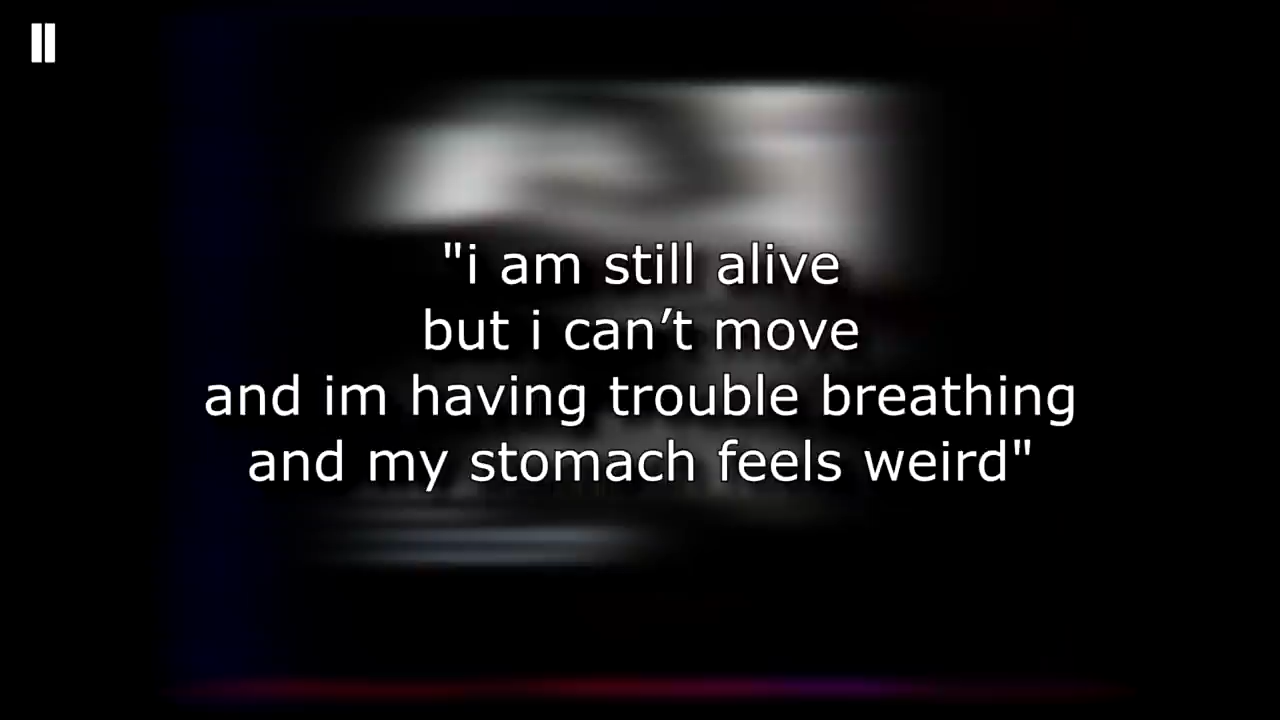 "i am still alive
but i can’t move
and im having trouble breathing
and my stomach feels weird"